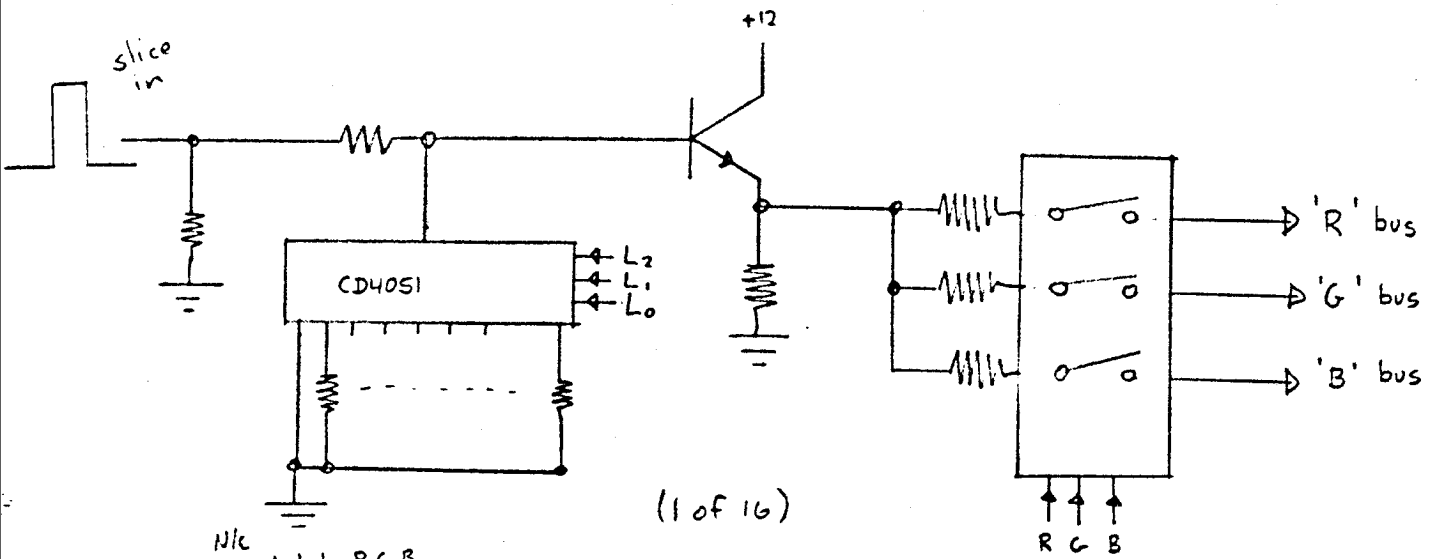 +12
slice
in
CD4051
L2
L1
L0
'R' bus
'G' bus
'B' bus
(1 of 16)
R G B
N/C
R G B